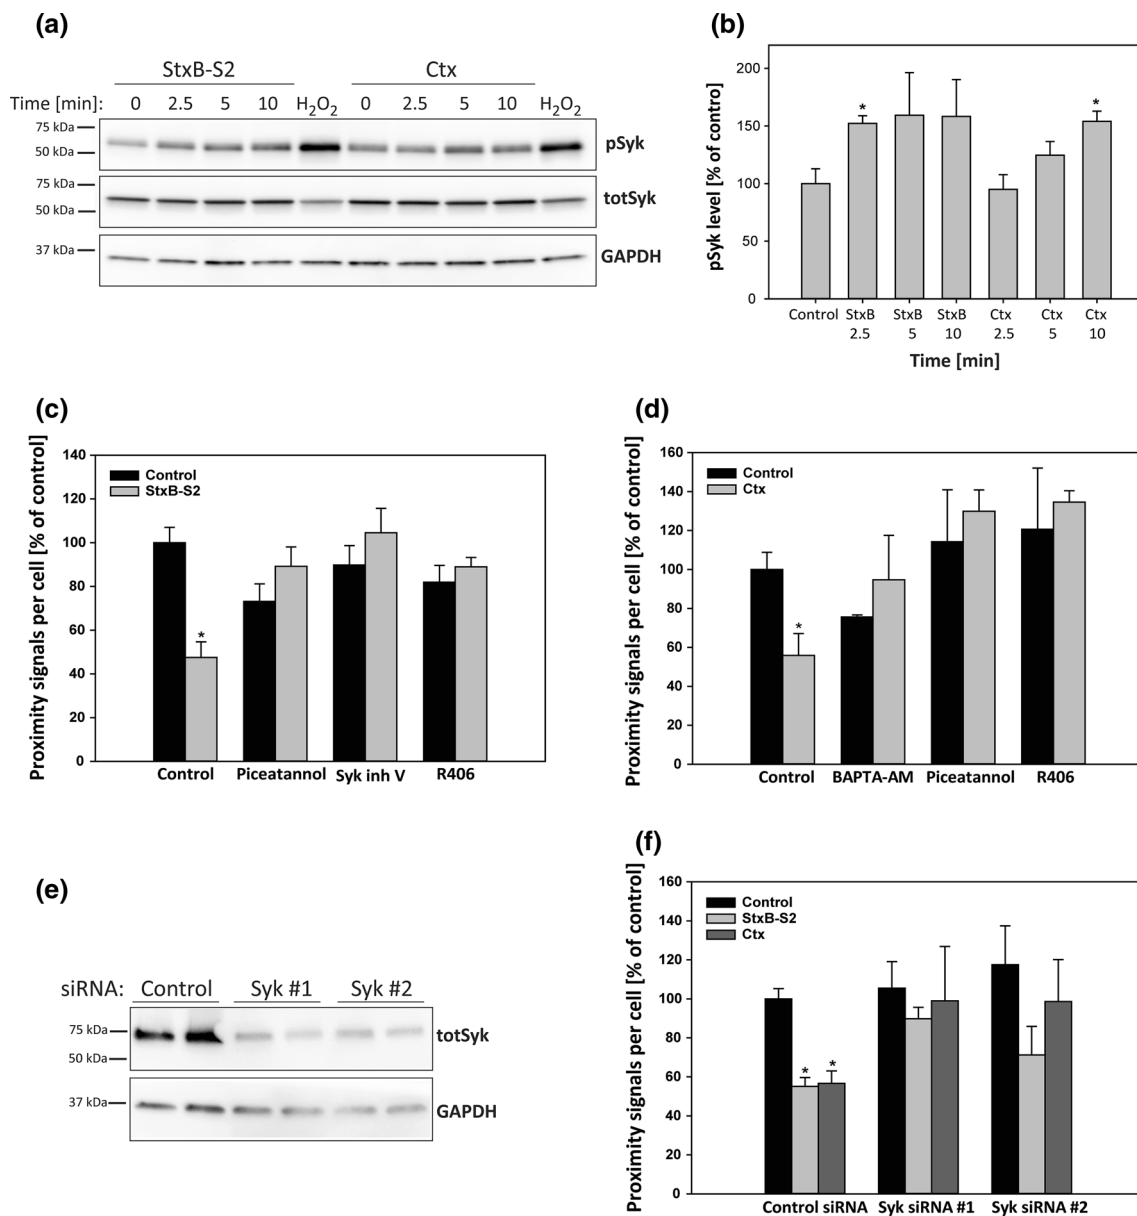 (a)
StxB-S2 Ctx
Time [min]: 0 2.5 5 10 H2O2 0 2.5 5 10 H2O2
75 kDa
50 kDa
pSyk
75 kDa
50 kDa
totSyk
37 kDa
GAPDH
(b)
pSyk level [% of control]
200
150
100
50
0
* *
Control StxB 2.5 StxB 5 StxB 10 Ctx 2.5 Ctx 5 Ctx 10
Time [min]
(c)
Proximity signals per cell [% of control]
140
120
100
80
60
40
20
0
Control
StxB-S2
*
Control Piceatannol Syk inh V R406
(d)
Proximity signals per cell [% of control]
160
140
120
100
80
60
40
20
0
Control
Ctx
*
Control BAPTA-AM Piceatannol R406
(e)
siRNA: Control Syk #1 Syk #2
75 kDa
50 kDa
totSyk
37 kDa
GAPDH
(f)
Proximity signals per cell [% of control]
160
140
120
100
80
60
40
20
0
Control
StxB-S2
Ctx
* *
Control siRNA Syk siRNA #1 Syk siRNA #2